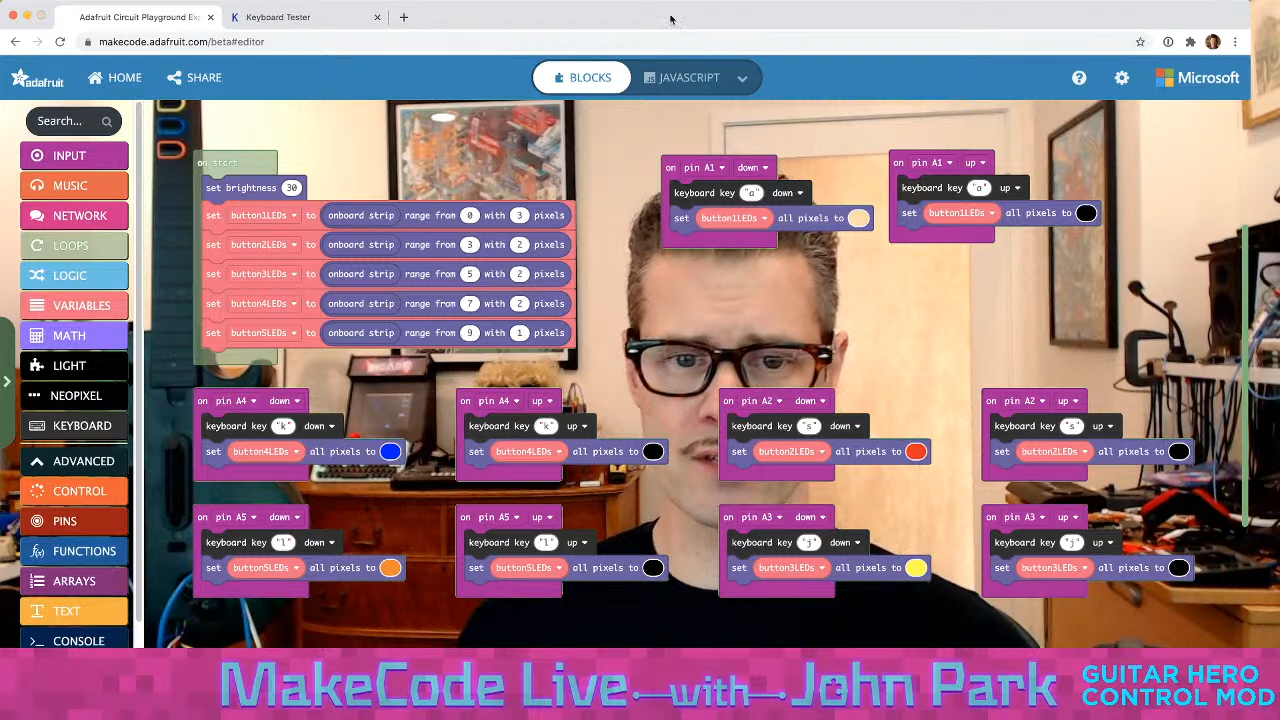 Adafruit Circuit Playground Ex
Keyboard Tester
makecode.adafruit.com/beta#editor
adafruit
HOME
SHARE
BLOCKS
JAVASCRIPT
Microsoft
Search...
INPUT
MUSIC
NETWORK
LOOPS
LOGIC
VARIABLES
MATH
LIGHT
NEOPIXEL
KEYBOARD
ADVANCED
CONTROL
PINS
FUNCTIONS
ARRAYS
TEXT
CONSOLE
on start
set brightness 30
set button1LEDs to onboard strip range from 0 with 3 pixels
set button2LEDs to onboard strip range from 3 with 2 pixels
set button3LEDs to onboard strip range from 5 with 2 pixels
set button4LEDs to onboard strip range from 7 with 2 pixels
set button5LEDs to onboard strip range from 9 with 1 pixels
on pin A1 down
keyboard key "a" down
set button1LEDs all pixels to
on pin A1 up
keyboard key "a" up
set button1LEDs all pixels to
on pin A4 down
keyboard key "k" down
set button4LEDs all pixels to
on pin A4 up
keyboard key "k" up
set button4LEDs all pixels to
on pin A2 down
keyboard key "s" down
set button2LEDs all pixels to
on pin A2 up
keyboard key "s" up
set button2LEDs all pixels to
on pin A5 down
keyboard key "l" down
set button5LEDs all pixels to
on pin A5 up
keyboard key "l" up
set button5LEDs all pixels to
on pin A3 down
keyboard key "j" down
set button3LEDs all pixels to
on pin A3 up
keyboard key "j" up
set button3LEDs all pixels to
MakeCode Live—with—John Park
GUITAR HERO
CONTROL MOD